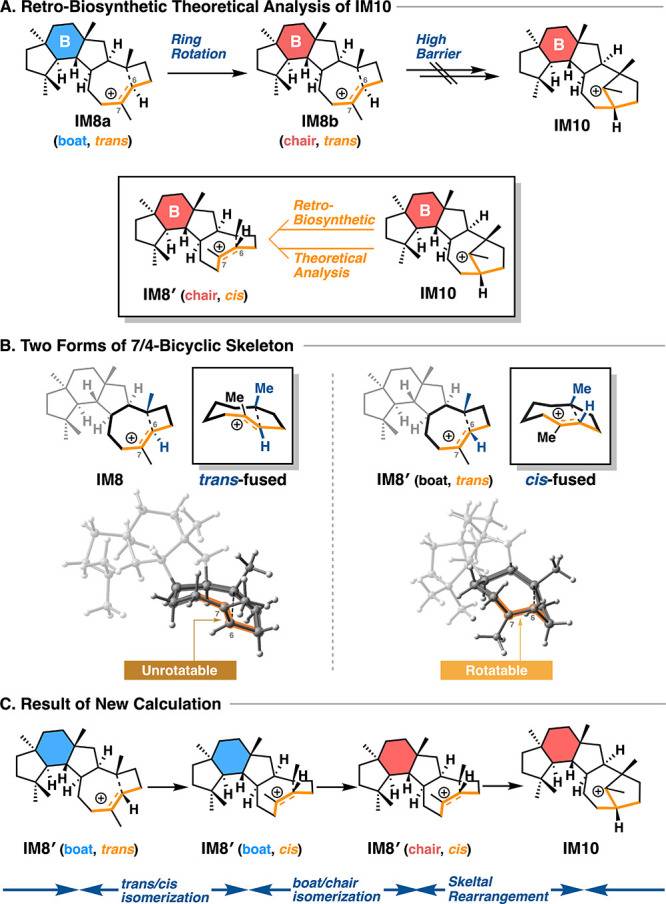 A. Retro-Biosynthetic Theoretical Analysis of IM10
B
H
H
H
H
6
7
IM8a
(boat, trans)
Ring
Rotation
B
H
H
H
H
6
7
IM8b
(chair, trans)
High
Barrier
B
H
H
H
H
IM10
B
H
H
H
H
6
7
IM8′ (chair, cis)
Retro-
Biosynthetic
Theoretical
Analysis
B
H
H
H
H
IM10
B. Two Forms of 7/4-Bicyclic Skeleton
H
H
H
H
6
7
IM8
Me
Me
H
trans-fused
7
6
Unrotatable
H
H
H
H
6
7
IM8′ (boat, trans)
Me
H
Me
cis-fused
7
6
Rotatable
C. Result of New Calculation
H
H
H
H
IM8′ (boat, trans)
H
H
H
H
IM8′ (boat, cis)
H
H
H
H
IM8′ (chair, cis)
H
H
H
H
IM10
trans/cis
isomerization
boat/chair
isomerization
Skeltal
Rearrangement